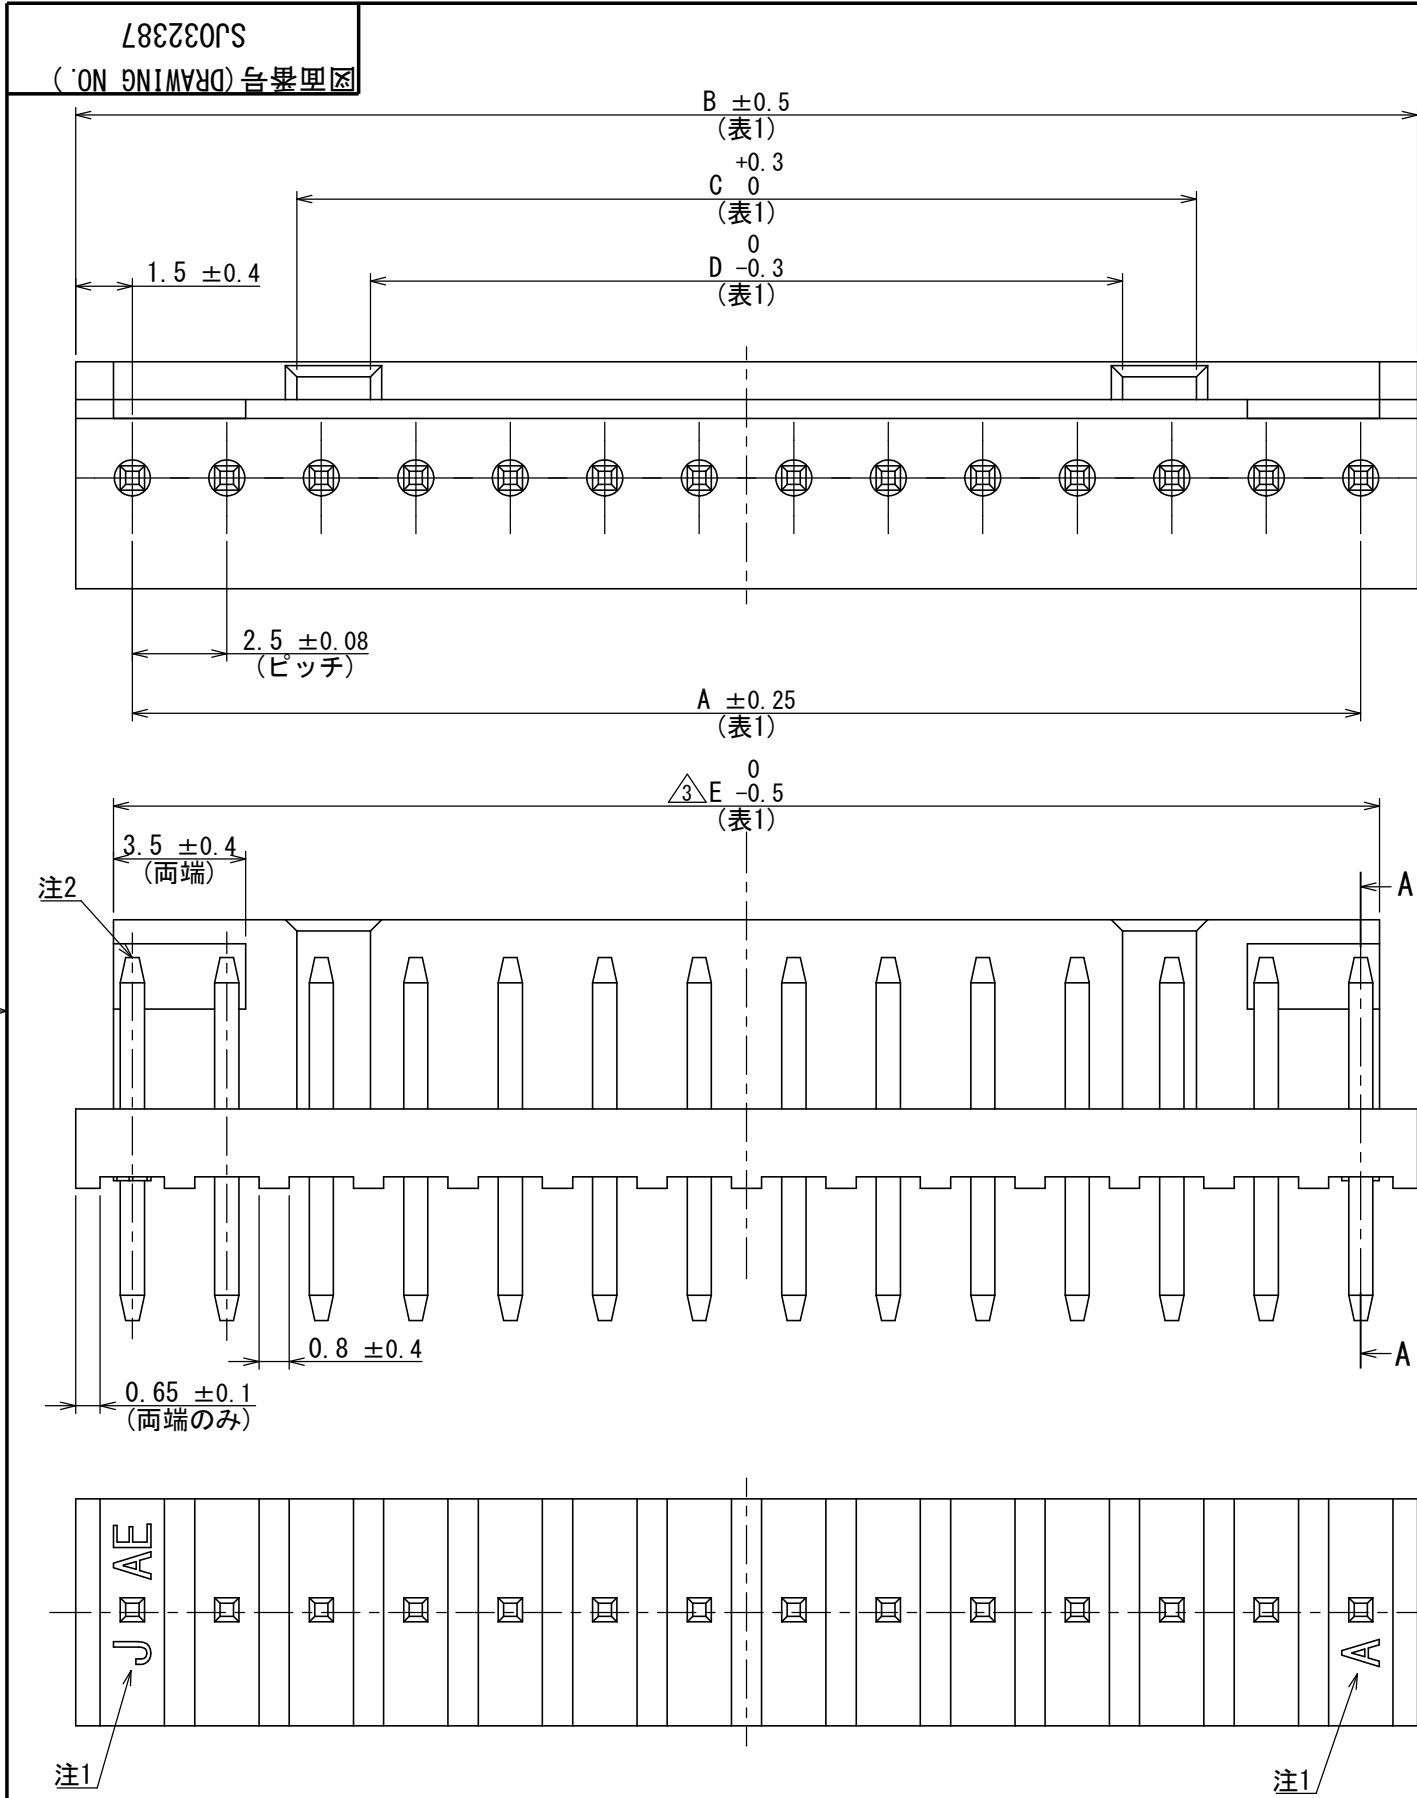 図面番号(DRAWING NO.)
SJ032387
B ±0.5
(表1)
+0.3
C 0
(表1)
0
D -0.3
(表1)
1.5 ±0.4
2.5 ±0.08
(ピッチ)
A ±0.25
(表1)
0
3 E -0.5
(表1)
3.5 ±0.4
(両端)
注2
A
0.8 ±0.4
A
0.65 ±0.1
(両端のみ)
J AE
A
注1
注1